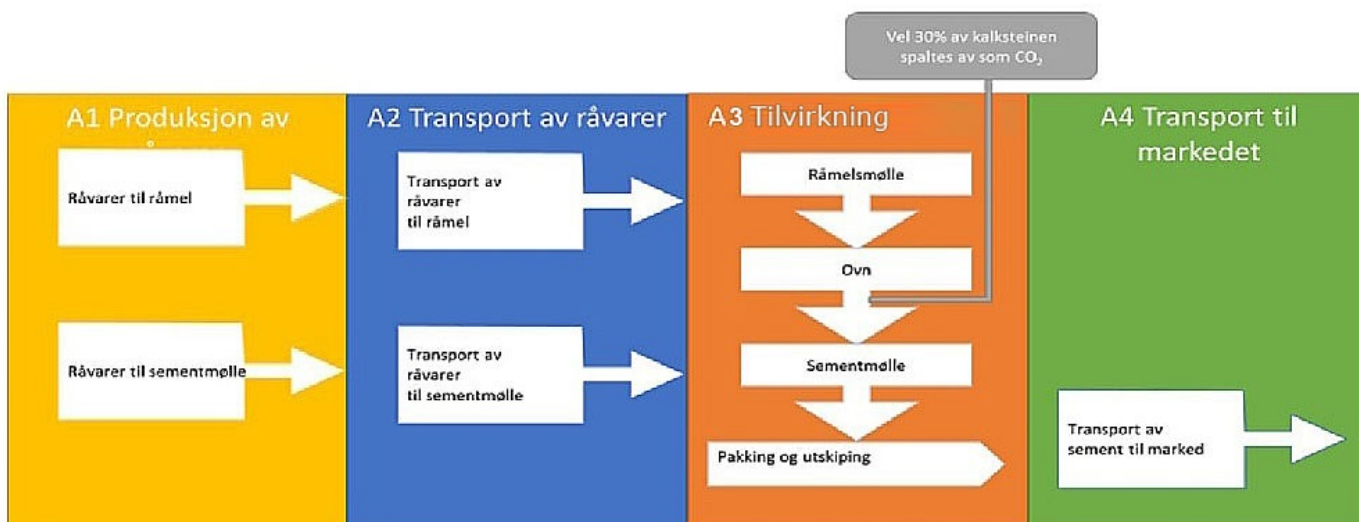 Vel 30% av kalksteinen
spaltes av som CO₂
A1 Produksjon av
Råvarer til råmel
Råvarer til sementmølle
A2 Transport av råvarer
Transport av
råvarer
til råmel
Transport av
råvarer
til sementmølle
A3 Tilvirkning
Råmelsmølle
Ovn
Sementmølle
Pakking og utskiping
A4 Transport til
markedet
Transport av
sement til marked